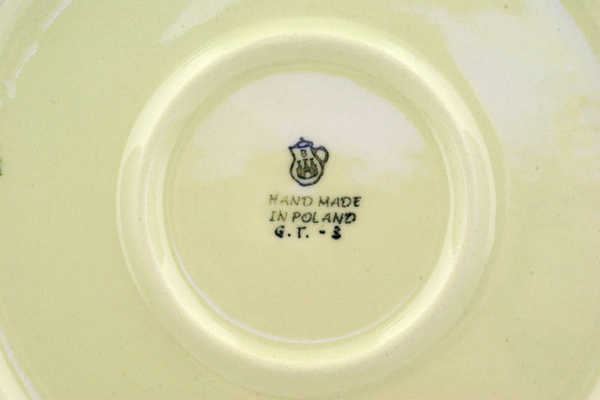 B
HAND MADE
IN POLAND
G.T. - 3